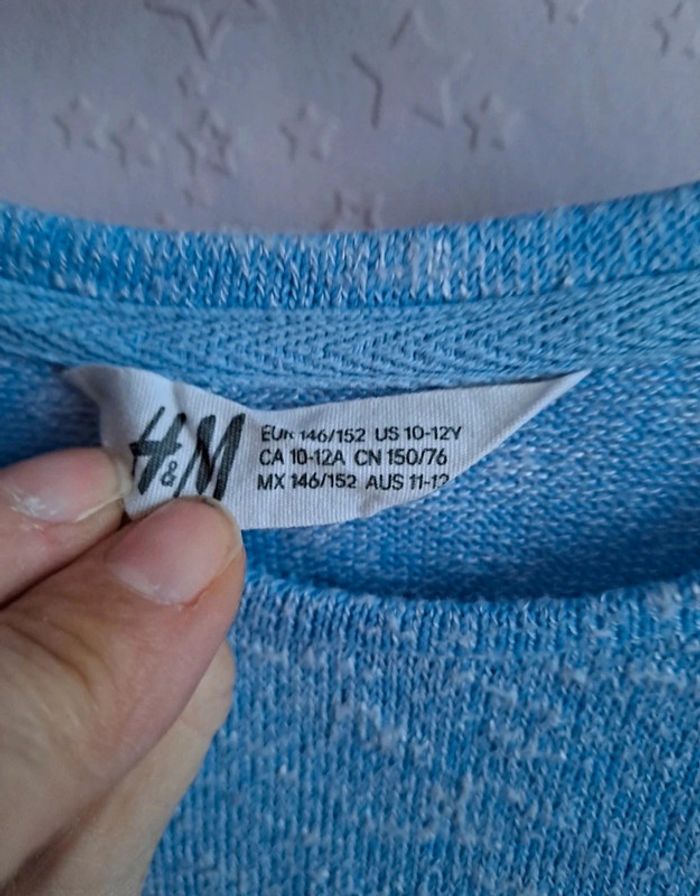 H&M
EUR 146/152 US 10-12Y
CA 10-12A CN 150/76
MX 146/152 AUS 11-12